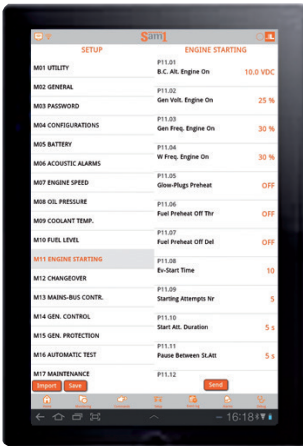 Sam1
SETUP
ENGINE STARTING
M01 UTILITY
M02 GENERAL
M03 PASSWORD
M04 CONFIGURATIONS
M05 BATTERY
M06 ACOUSTIC ALARMS
M07 ENGINE SPEED
M08 OIL PRESSURE
M09 COOLANT TEMP.
M10 FUEL LEVEL
M11 ENGINE STARTING
M12 CHANGEOVER
M13 MAINS-BUS CONTR.
M14 GEN. CONTROL
M15 GEN. PROTECTION
M16 AUTOMATIC TEST
M17 MAINTENANCE
P11.01
B.C. Alt. Engine On 10.0 VDC
P11.02
Gen Volt. Engine On 25 %
P11.03
Gen Freq. Engine On 30 %
P11.04
W Freq. Engine On 30 %
P11.05
Glow-Plugs Preheat OFF
P11.06
Fuel Preheat Off Thr OFF
P11.07
Fuel Preheat Off Del OFF
P11.08
Ev-Start Time 10
P11.09
Starting Attempts Nr 5
P11.10
Start Att. Duration 5 s
P11.11
Pause Between St.Att 5 s
P11.12
Import Save Send
16:18